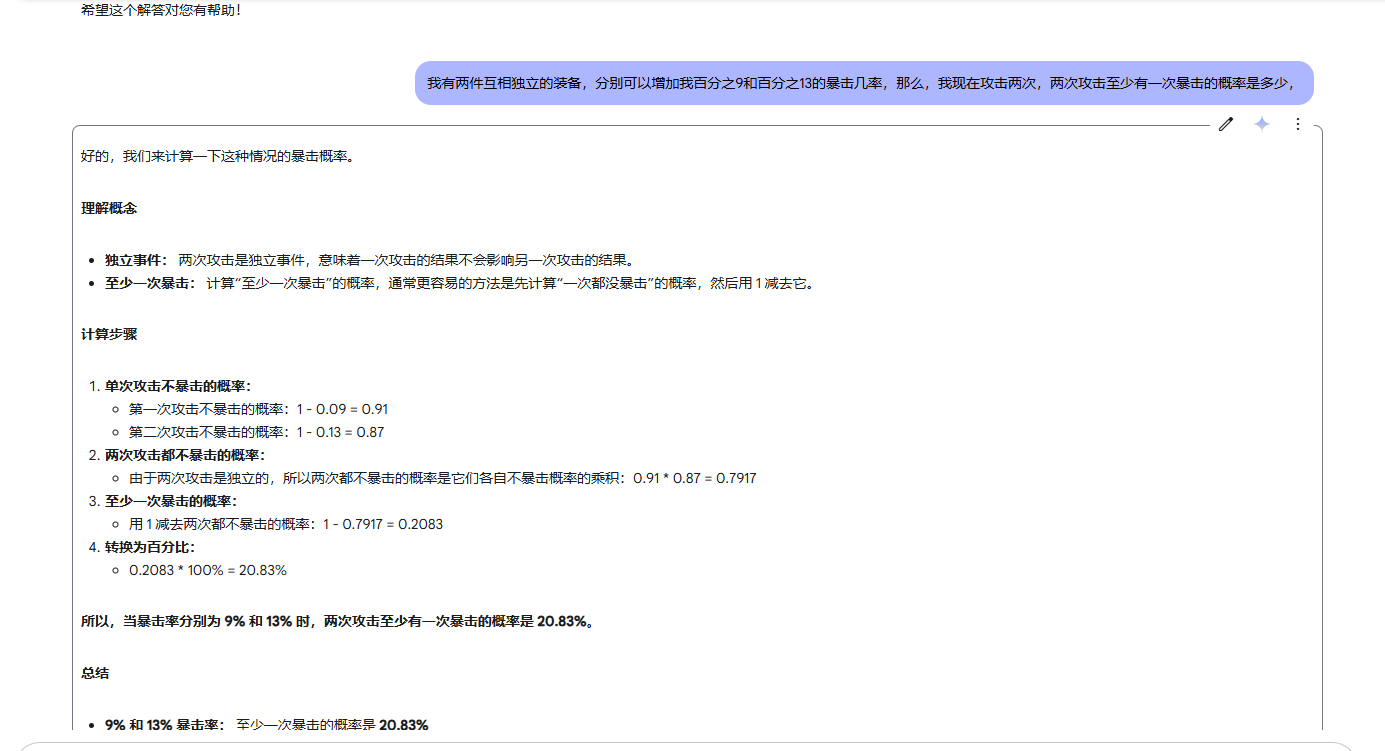 希望这个解答对您有帮助！
我有两件互相独立的装备，分别可以增加我百分之9和百分之13的暴击几率，那么，我现在攻击两次，两次攻击至少有一次暴击的概率是多少，
好的，我们来计算一下这种情况的暴击概率。
理解概念
• 独立事件： 两次攻击是独立事件，意味着一次攻击的结果不会影响另一次攻击的结果。
• 至少一次暴击： 计算“至少一次暴击”的概率，通常更容易的方法是先计算“一次都没暴击”的概率，然后用 1 减去它。
计算步骤
1. 单次攻击不暴击的概率：
◦ 第一次攻击不暴击的概率：1 - 0.09 = 0.91
◦ 第二次攻击不暴击的概率：1 - 0.13 = 0.87
2. 两次攻击都不暴击的概率：
◦ 由于两次攻击是独立的，所以两次都不暴击的概率是它们各自不暴击概率的乘积：0.91 * 0.87 = 0.7917
3. 至少一次暴击的概率：
◦ 用 1 减去两次都不暴击的概率：1 - 0.7917 = 0.2083
4. 转换为百分比：
◦ 0.2083 * 100% = 20.83%
所以，当暴击率分别为 9% 和 13% 时，两次攻击至少有一次暴击的概率是 20.83%。
总结
• 9% 和 13% 暴击率： 至少一次暴击的概率是 20.83%